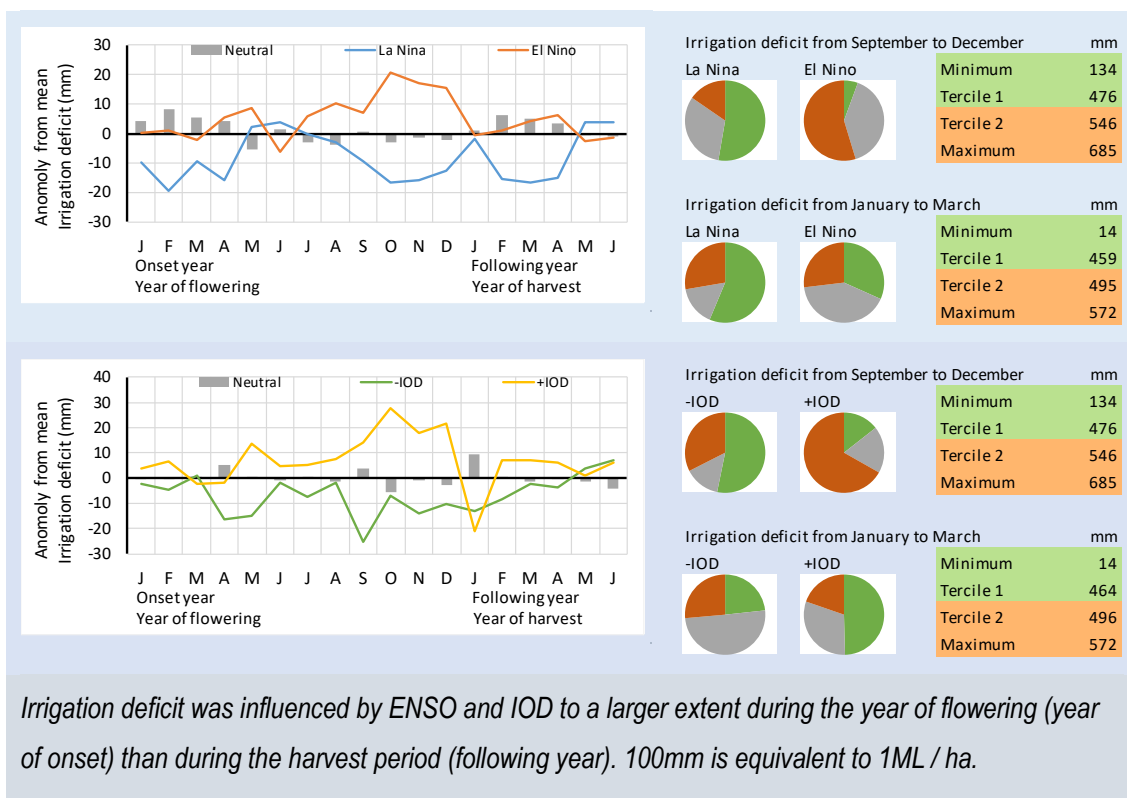 30
20
10
0
-10
-20
-30
Anomoly from mean
Irrigation deficit (mm)
Neutral La Nina El Nino
J F M A M J J A S O N D J F M A M J
Onset year Following year
Year of flowering Year of harvest
Irrigation deficit from September to December mm
La Nina El Nino
Minimum 134
Tercile 1 476
Tercile 2 546
Maximum 685
Irrigation deficit from January to March mm
La Nina El Nino
Minimum 14
Tercile 1 459
Tercile 2 495
Maximum 572
40
30
20
10
0
-10
-20
-30
Anomoly from mean
Irrigation deficit (mm)
Neutral -IOD +IOD
J F M A M J J A S O N D J F M A M J
Onset year Following year
Year of flowering Year of harvest
Irrigation deficit from September to December mm
-IOD +IOD
Minimum 134
Tercile 1 476
Tercile 2 546
Maximum 685
Irrigation deficit from January to March mm
-IOD +IOD
Minimum 14
Tercile 1 464
Tercile 2 496
Maximum 572
Irrigation deficit was influenced by ENSO and IOD to a larger extent during the year of flowering (year
of onset) than during the harvest period (following year). 100mm is equivalent to 1ML / ha.